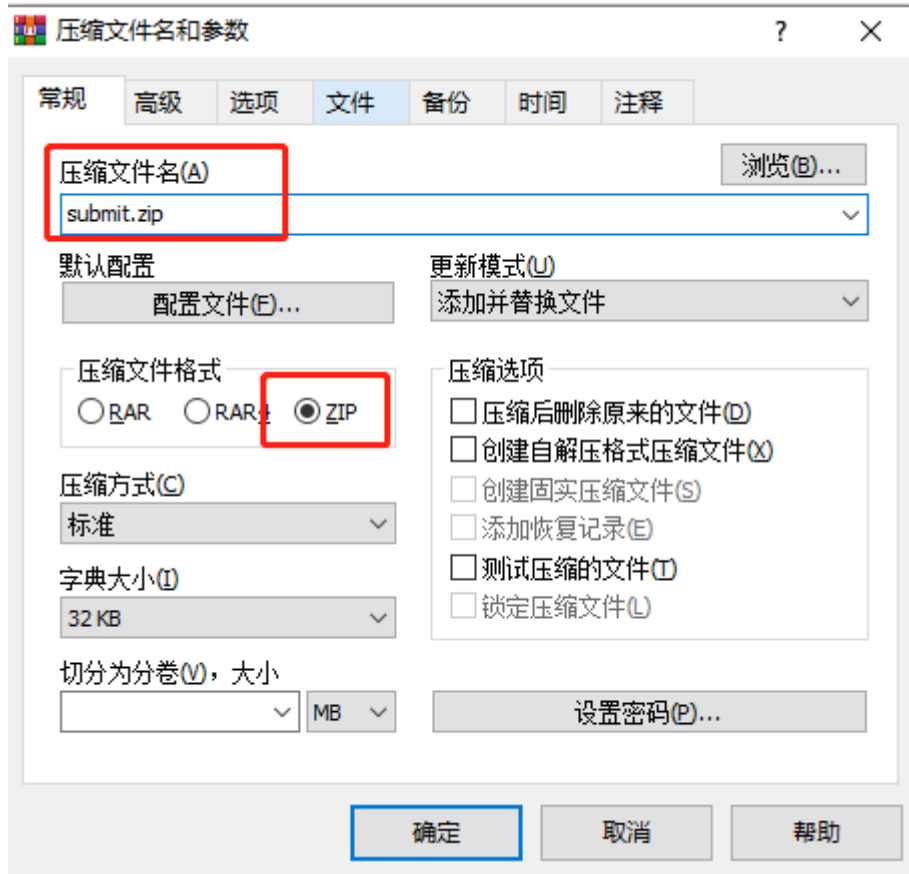 压缩文件名和参数
常规 高级 选项 文件 备份 时间 注释
压缩文件名(A)
浏览(B)...
submit.zip
默认配置
配置文件(F)...
更新模式(U)
添加并替换文件
压缩文件格式
RAR RAR4 ZIP
压缩方式(C)
标准
字典大小(I)
32 KB
切分为分卷(V)，大小
MB
压缩选项
压缩后删除原来的文件(D)
创建自解压格式压缩文件(X)
创建固实压缩文件(S)
添加恢复记录(E)
测试压缩的文件(T)
锁定压缩文件(L)
设置密码(P)...
确定 取消 帮助